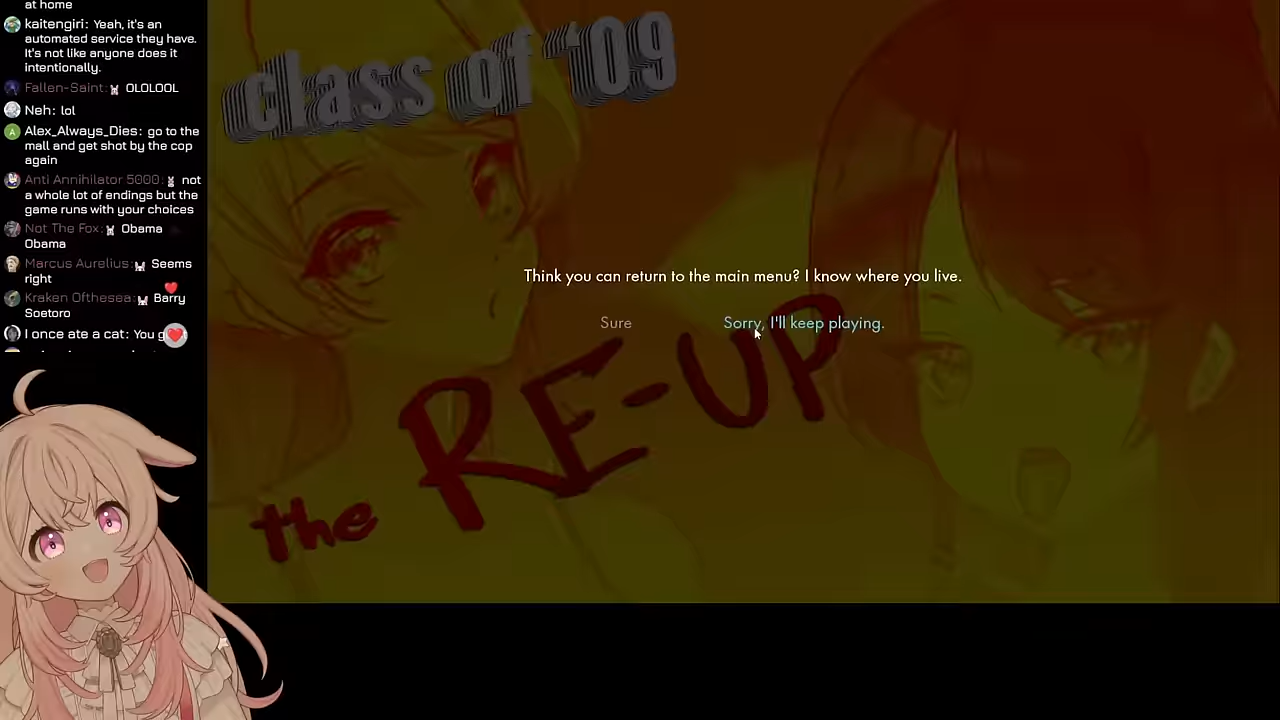 at home
kaitengiri: Yeah, it's an
automated service they have.
It's not like anyone does it
intentionally.
Fallen-Saint: OLOLOOL
Neh: lol
Alex_Always_Dies: go to the
mall and get shot by the cop
again
Anti Annihilator 5000: not
a whole lot of endings but the
game runs with your choices
Not The Fox: Obama
Obama
Marcus Aurelius: Seems
right
Kraken Ofthesea: Barry
Soetoro
I once ate a cat: You
class of '09
the RE-UP
Think you can return to the main menu? I know where you live.
Sure
Sorry, I'll keep playing.